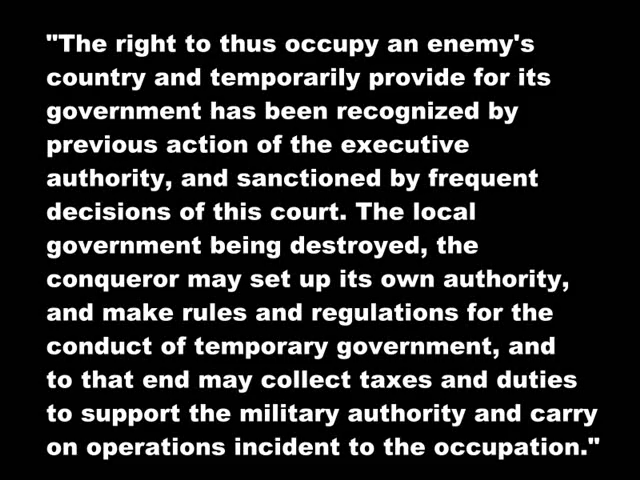 "The right to thus occupy an enemy's
country and temporarily provide for its
government has been recognized by
previous action of the executive
authority, and sanctioned by frequent
decisions of this court. The local
government being destroyed, the
conqueror may set up its own authority,
and make rules and regulations for the
conduct of temporary government, and
to that end may collect taxes and duties
to support the military authority and carry
on operations incident to the occupation."